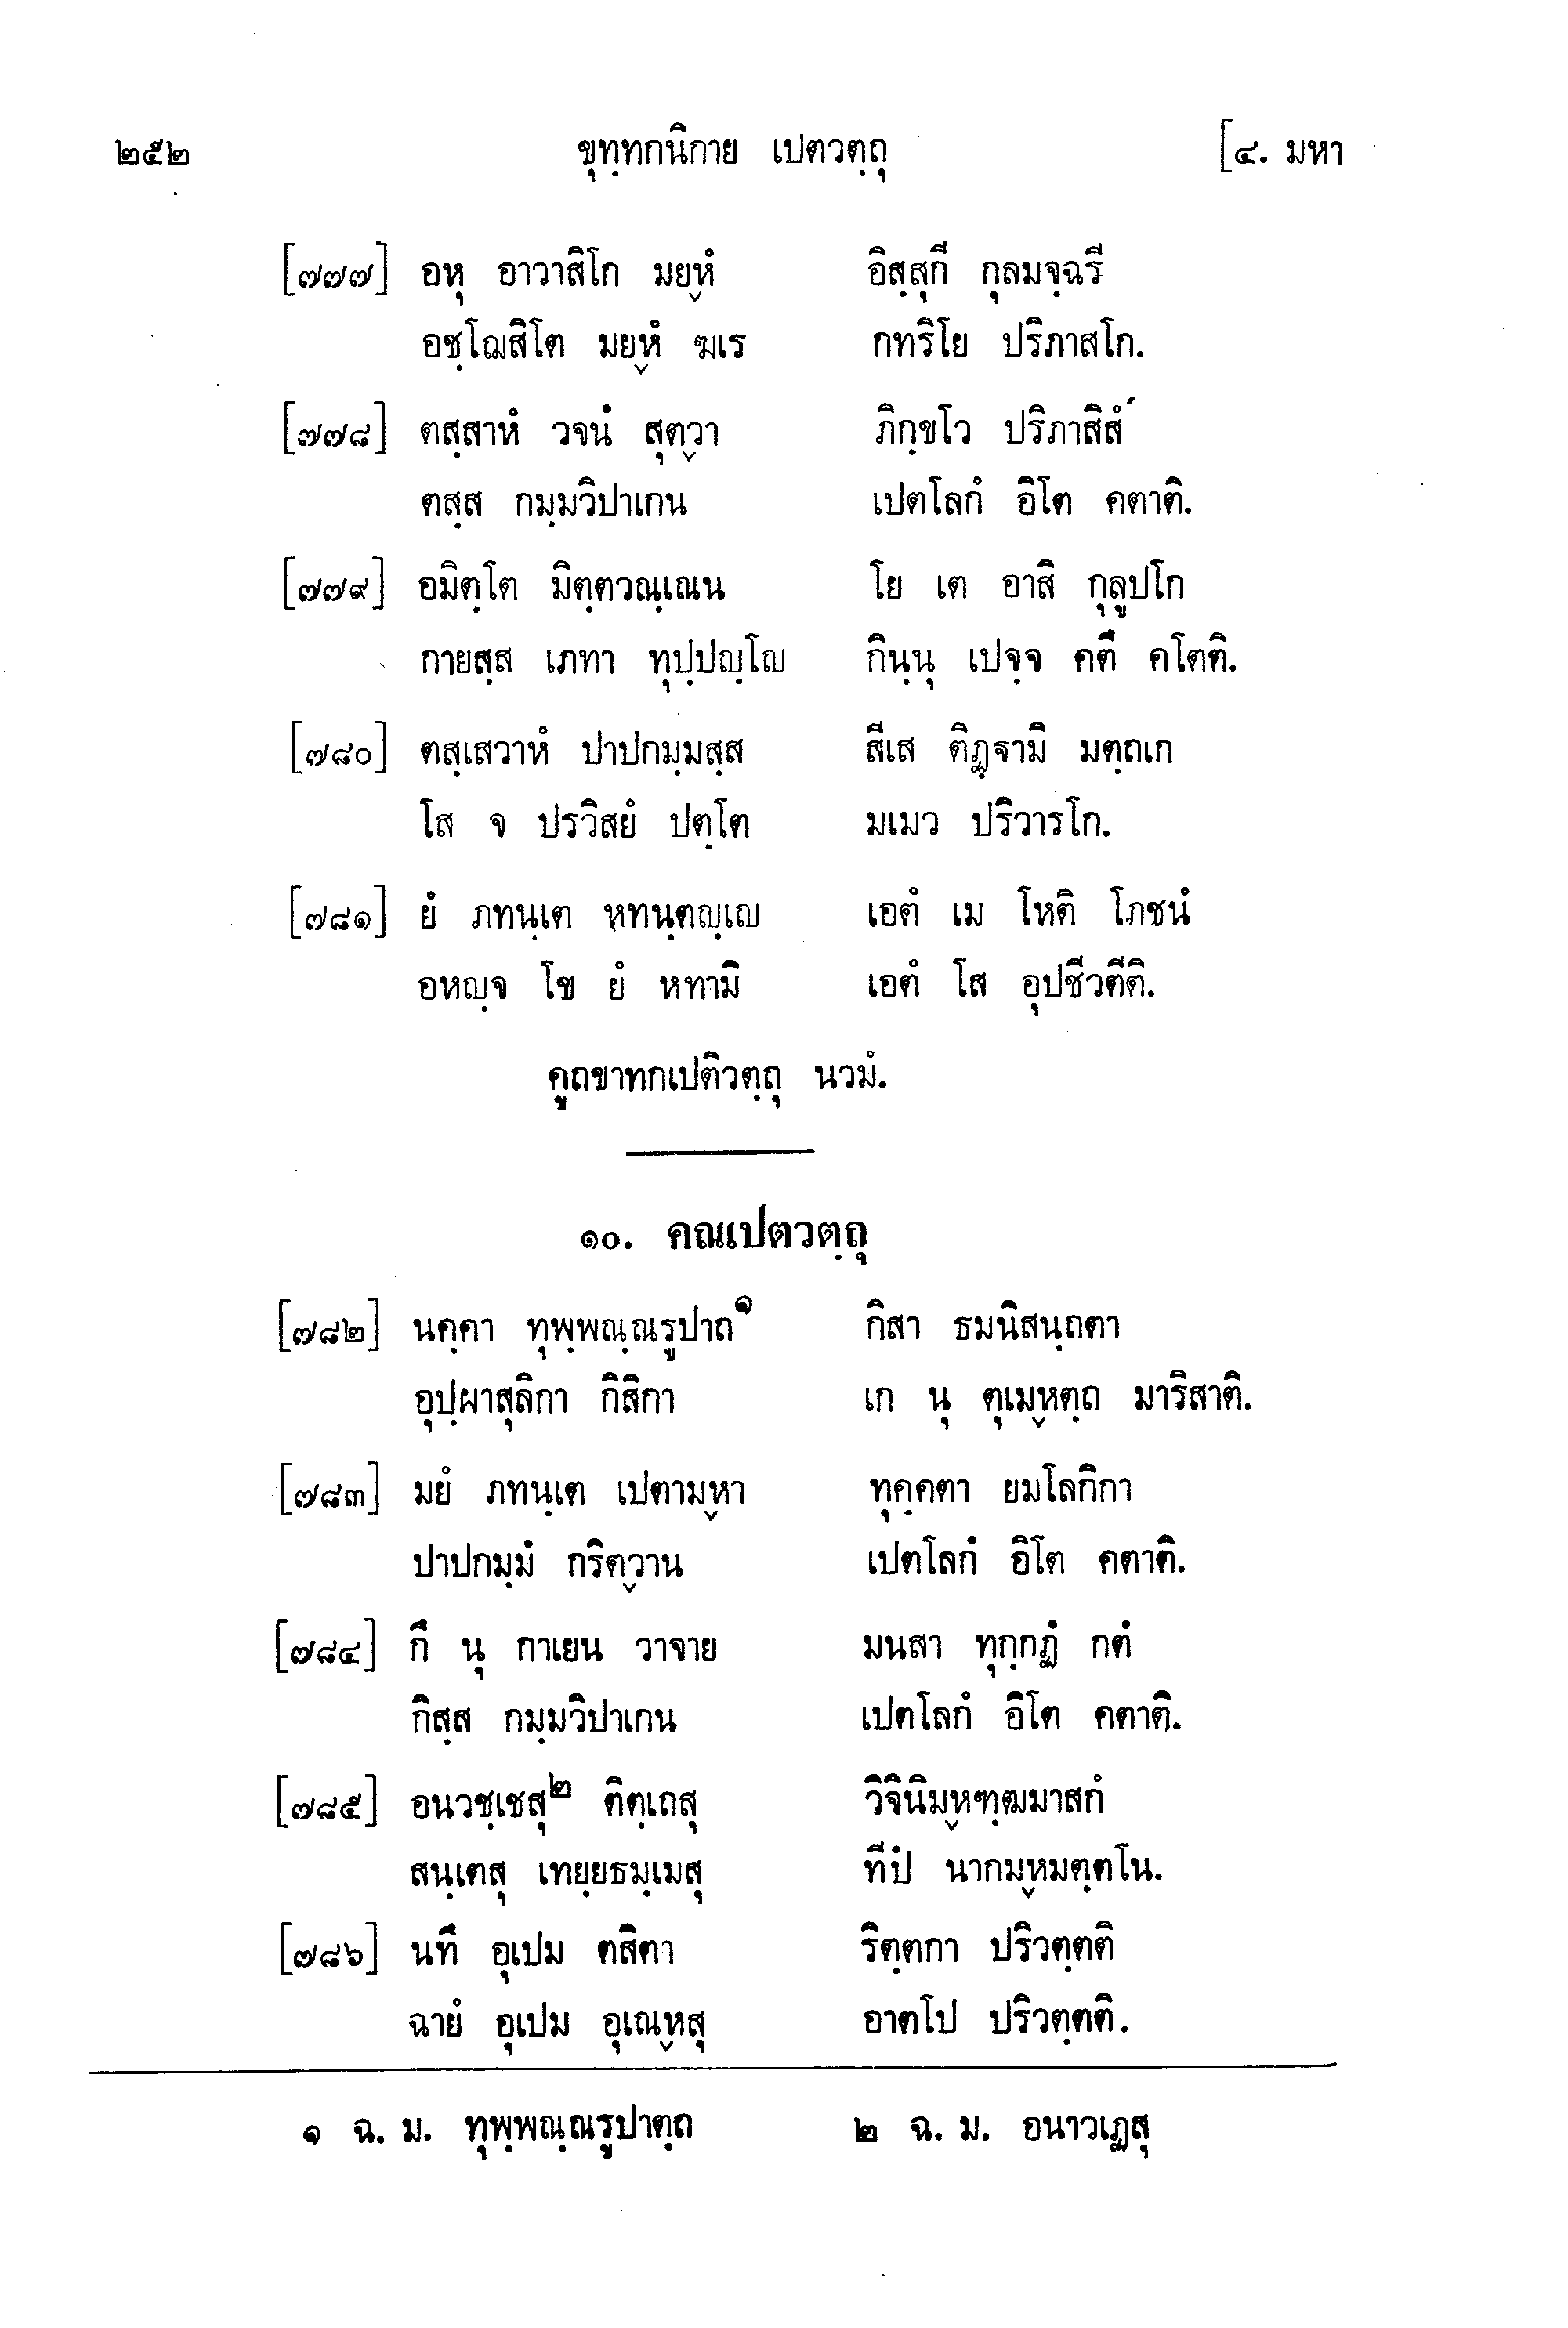 ๒๕๒ ขุทฺทกนิกาย เปตวตฺถุ [๔. มหา
[๗๗๗] อหุ อาวาสิโก มยฺหํ อิสฺสุกี กุลมจฺฉรี
อชฺโฌสิโต มยฺหํ ฆเร กทริโย ปริภาสโก.
[๗๗๘] ตสฺสาหํ วจนํ สุตฺวา ภิกฺขโว ปริภาสิสํ
ตสฺส กมฺมวิปาเกน เปตโลกํ อิโต คตาติ.
[๗๗๙] อมิตฺโต มิตฺตวณฺเณน โย เต อาสิ กุลูปโก
กายสฺส เภทา ทุปฺปญฺโญ กินฺนุ เปจฺจ คตึ คโตติ.
[๗๘๐] ตสฺเสวาหํ ปาปกมฺมสฺส สีเส ติฏฺฐามิ มตฺถเก
โส จ ปรวิสยํ ปตฺโต มเมว ปริวารโก.
[๗๘๑] ยํ ภทนฺเต หทนฺตญฺเญ เอตํ เม โหติ โภชนํ
อหญฺจ โข ยํ หทามิ เอตํ โส อุปชีวตีติ.
คูถขาทกเปติวตฺถุ นวมํ.
๑๐. คณเปตวตฺถุ
[๗๘๒] นคฺคา ทุพฺพณฺณรูปาถ๑ กิสา ธมนิสนฺถตา
อุปฺผาสุลิกา กิสิกา เก นุ ตุเมฺหตฺถ มาริสาติ.
[๗๘๓] มยํ ภทนฺเต เปตามฺหา ทุคฺคตา ยมโลกิกา
ปาปกมฺมํ กริตฺวาน เปตโลกํ อิโต คตาติ.
[๗๘๔] กึ นุ กาเยน วาจาย มนสา ทุกฺกฏํ กตํ
กิสฺส กมฺมวิปาเกน เปตโลกํ อิโต คตาติ.
[๗๘๕] อนวชฺเชสุ๒ ติตฺเถสุ วิจินิมฺหฑฺฒมาสกํ
สนฺเตสุ เทยฺยธมฺเมสุ ทีปํ นากมฺหมตฺตโน.
[๗๘๖] นทึ อุเปม ตสิตา ริตฺตกา ปริวตฺตติ
ฉายํ อุเปม อุเณฺหสุ อาตโป ปริวตฺตติ.
๑ ฉ. ม. ทุพฺพณฺณรูปาตฺถ ๒ ฉ. ม. อนาวเฏสุ